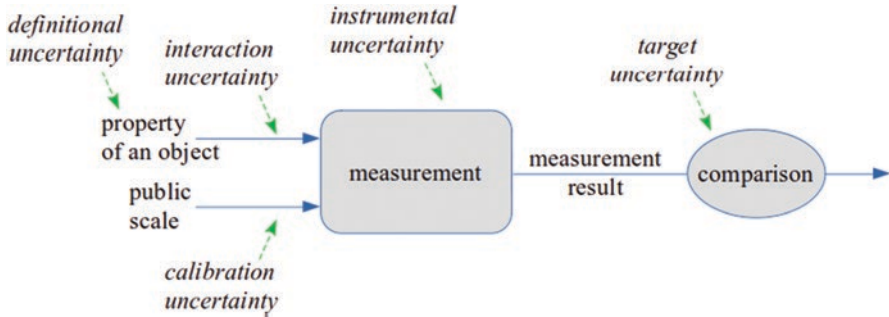 definitional
uncertainty
interaction
uncertainty
instrumental
uncertainty
target
uncertainty
property
of an object
public
scale
measurement
measurement
result
comparison
calibration
uncertainty